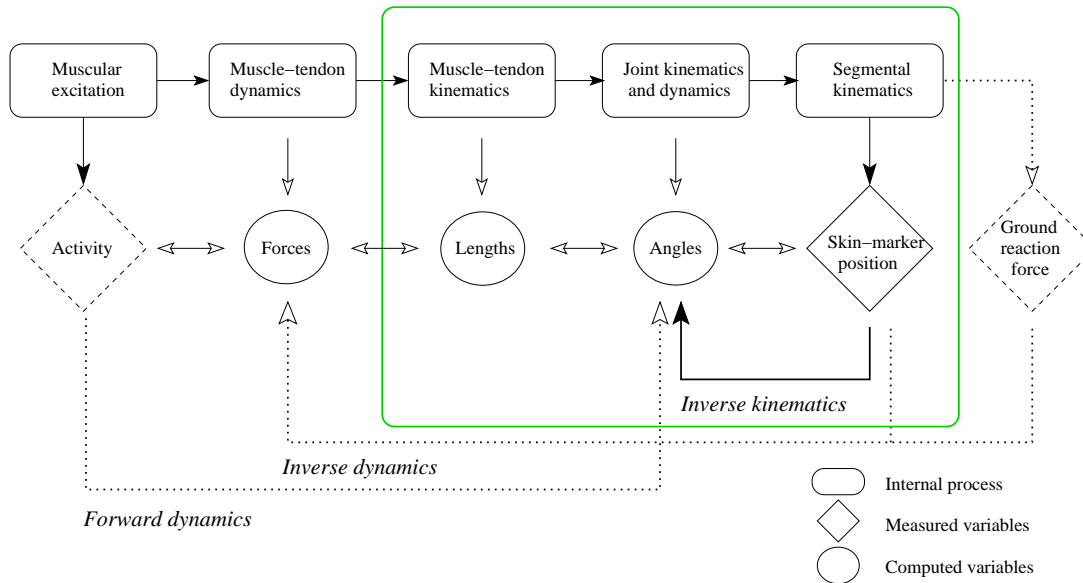 Muscular
excitation
Muscle−tendon
dynamics
Muscle−tendon
kinematics
Joint kinematics
and dynamics
Segmental
kinematics
Activity
Forces
Lengths
Angles
Skin−marker
position
Ground
reaction
force
Inverse kinematics
Inverse dynamics
Forward dynamics
Internal process
Measured variables
Computed variables